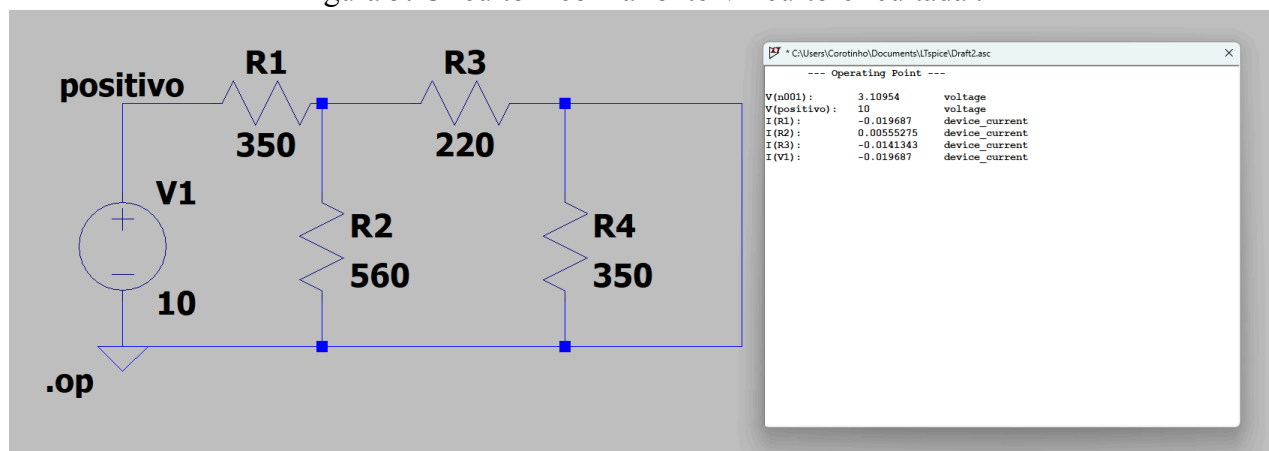 positivo
R1
350
R3
220
V1
10
R2
560
R4
350
.op
* C:\Users\Corotinho\Documents\LTspice\Draft2.asc
--- Operating Point ---
V(n001): 3.10954 voltage
V(positivo): 10 voltage
I(R1): -0.019687 device_current
I(R2): 0.00555275 device_current
I(R3): -0.0141343 device_current
I(V1): -0.019687 device_current